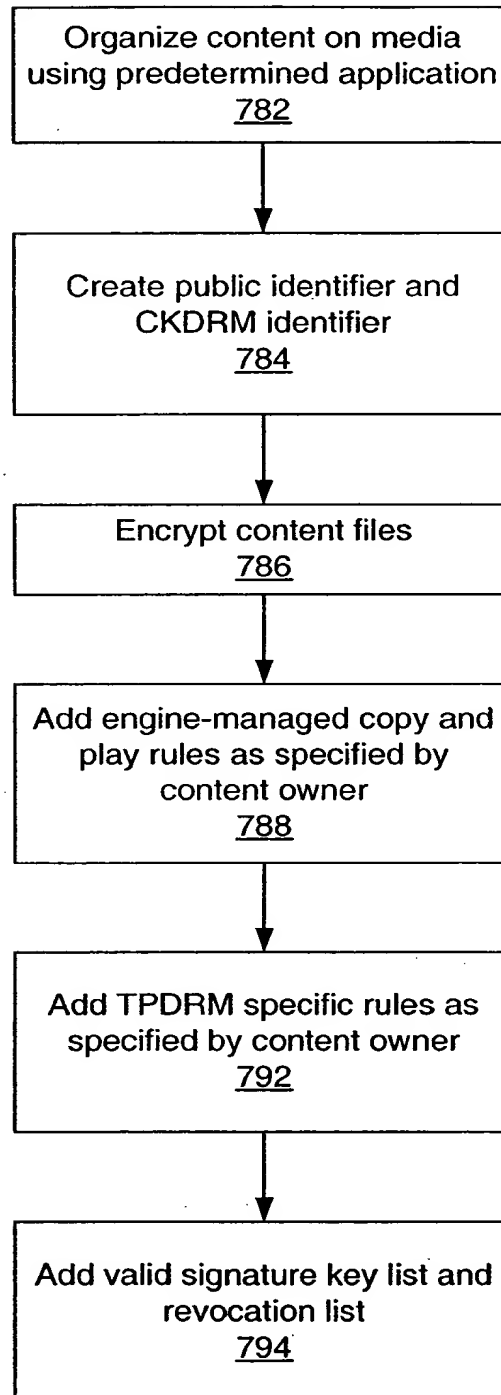 Organize content on media
using predetermined application
782
Create public identifier and
CKDRM identifier
784
Encrypt content files
786
Add engine-managed copy and
play rules as specified by
content owner
788
Add TPDRM specific rules as
specified by content owner
792
Add valid signature key list and
revocation list
794